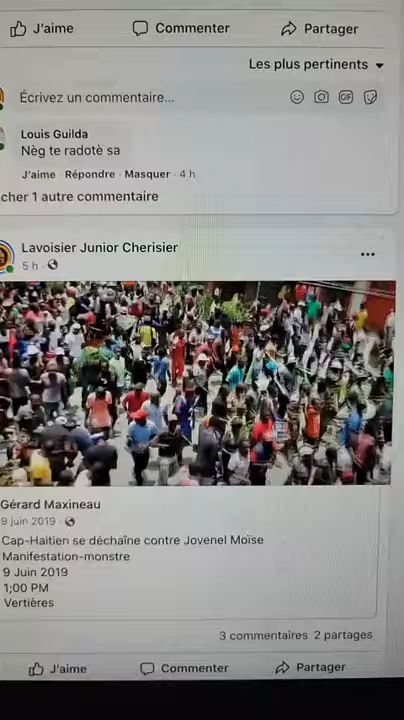 J'aime Commenter Partager
Les plus pertinents
Écrivez un commentaire...
GIF
Louis Guilda
Nèg te radotè sa
J'aime · Répondre · Masquer · 4 h
cher 1 autre commentaire
Lavoisier Junior Cherisier
5 h ·
Gérard Maxineau
9 juin 2019 ·
Cap-Haitien se déchaîne contre Jovenel Moïse
Manifestation-monstre
9 Juin 2019
1;00 PM
Vertières
3 commentaires 2 partages
J'aime Commenter Partager